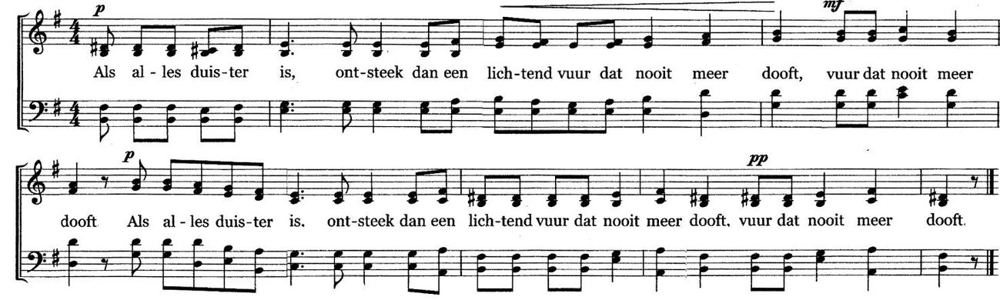 p mf
Als al - les duis - ter is, ont - steek dan een lich - tend vuur dat nooit meer dooft, vuur dat nooit meer
p pp
dooft. Als al - les duis - ter is. ont - steek dan een lich - tend vuur dat nooit meer dooft, vuur dat nooit meer dooft.